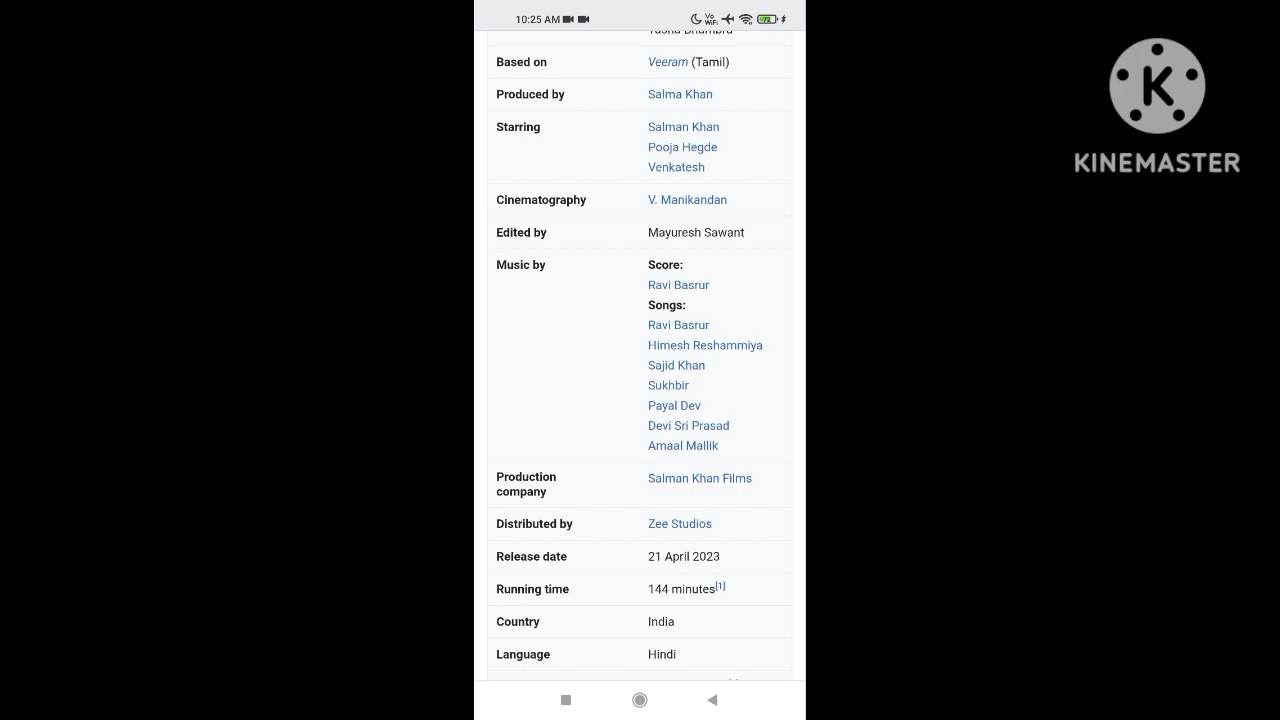 10:25 AM
Vo
WiFi
Based on
Veeram (Tamil)
Produced by
Salma Khan
Starring
Salman Khan
Pooja Hegde
Venkatesh
Cinematography
V. Manikandan
Edited by
Mayuresh Sawant
Music by
Score:
Ravi Basrur
Songs:
Ravi Basrur
Himesh Reshammiya
Sajid Khan
Sukhbir
Payal Dev
Devi Sri Prasad
Amaal Mallik
Production
company
Salman Khan Films
Distributed by
Zee Studios
Release date
21 April 2023
Running time
144 minutes[1]
Country
India
Language
Hindi
K
KINEMASTER